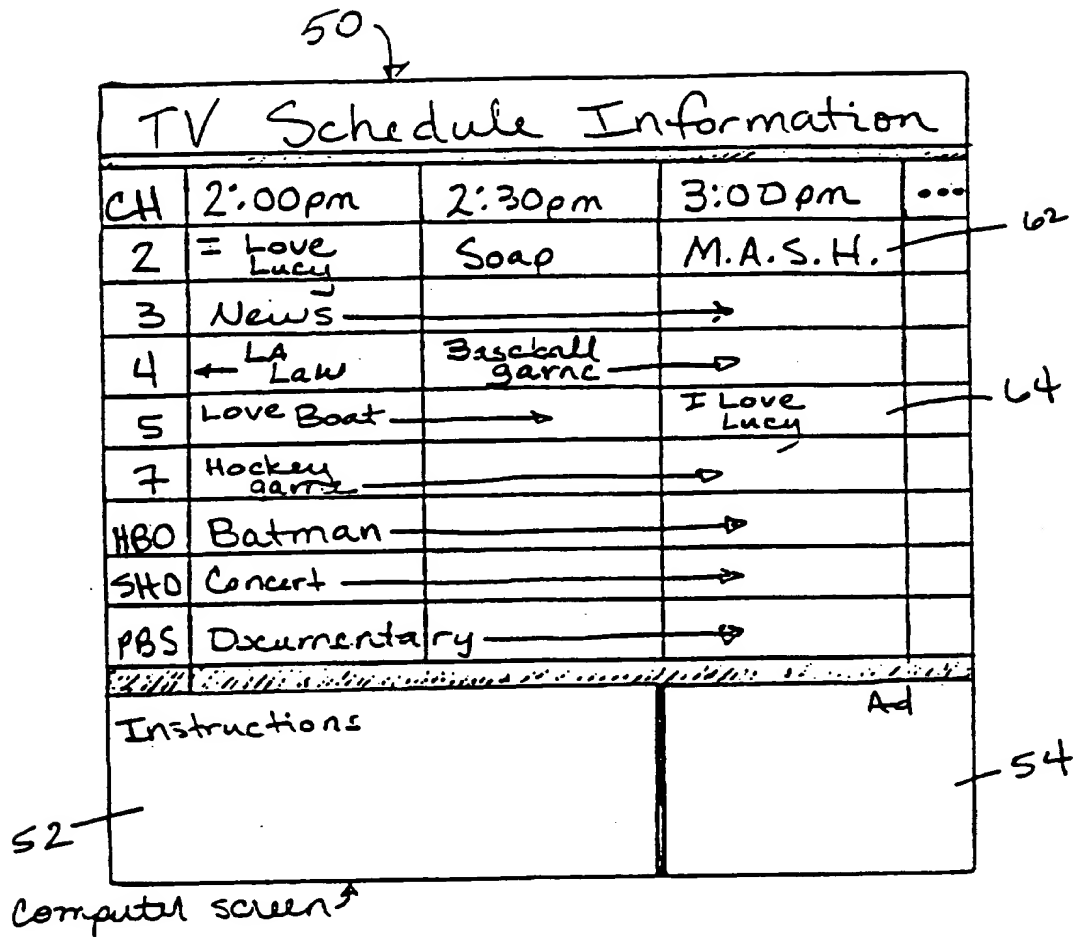 50
TV Schedule Information
CH 2:00pm 2:30pm 3:00pm ...
62
2 I Love Lucy Soap M.A.S.H.
3 News
4 LA Law Baseball game
64
5 Love Boat I Love Lucy
7 Hockey game
HBO Batman
SHO Concert
PBS Documentary
Instructions
Ad
54
52
Computer screen